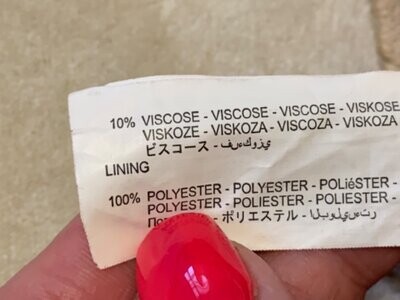 10% VISCOSE - VISCOSE - VISCOSE - VISKOSE
VISKOZE - VISKOZA - VISCOZA - VISKOZA
ビスコース - فسكوزي
LINING
100% POLYESTER - POLYESTER - POLiéSTER -
POLYESTER - POLIESTER - POLIESTER -
- ポリエステル - البوليستر